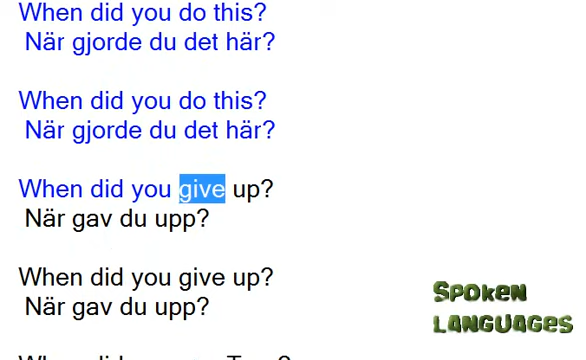 When did you do this?
När gjorde du det här?
When did you do this?
När gjorde du det här?
When did you give up?
När gav du upp?
When did you give up?
När gav du upp?
Spoken
Languages